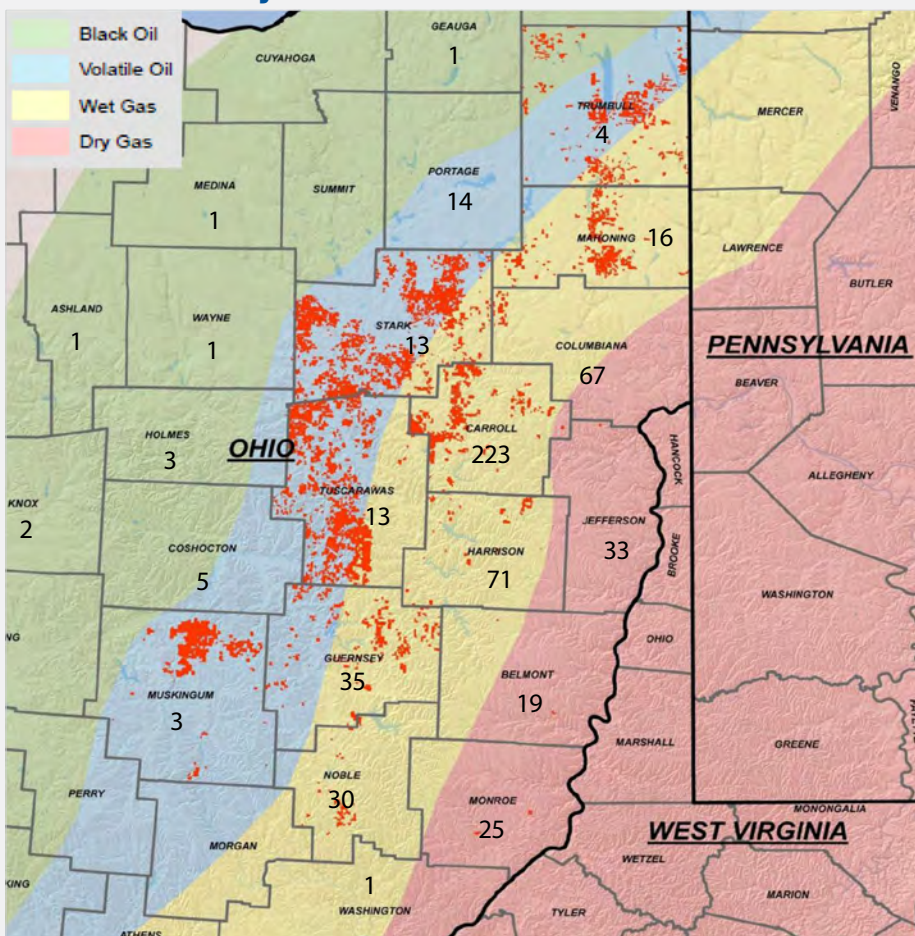 Black Oil
Volatile Oil
Wet Gas
Dry Gas
CUYAHOGA
GEAUGA
1
TRUMBULL
4
MERCER
VENANGO
MEDINA
1
SUMMIT
PORTAGE
14
MAHONING
16
LAWRENCE
BUTLER
ASHLAND
1
WAYNE
1
STARK
13
COLUMBIANA
67
PENNSYLVANIA
BEAVER
HOLMES
3
OHIO
CARROLL
223
HANCOCK
ALLEGHENY
KNOX
2
TUSCARAWAS
13
COSHOCTON
5
HARRISON
71
JEFFERSON
33
BROOKE
WASHINGTON
OHIO
GUERNSEY
35
BELMONT
19
MUSKINGUM
3
MARSHALL
GREENE
NOBLE
30
PERRY
MONROE
25
MONONGALIA
WEST VIRGINIA
MORGAN
WETZEL
KING
1
WASHINGTON
TYLER
MARION
ATHENS